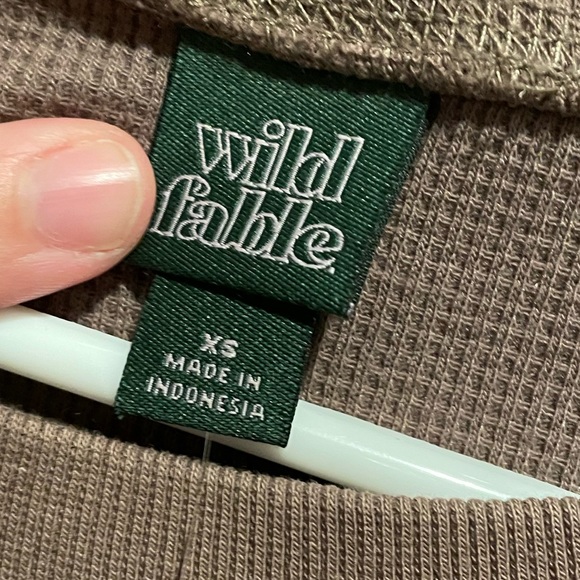 wild
fable.
XS
MADE IN
INDONESIA